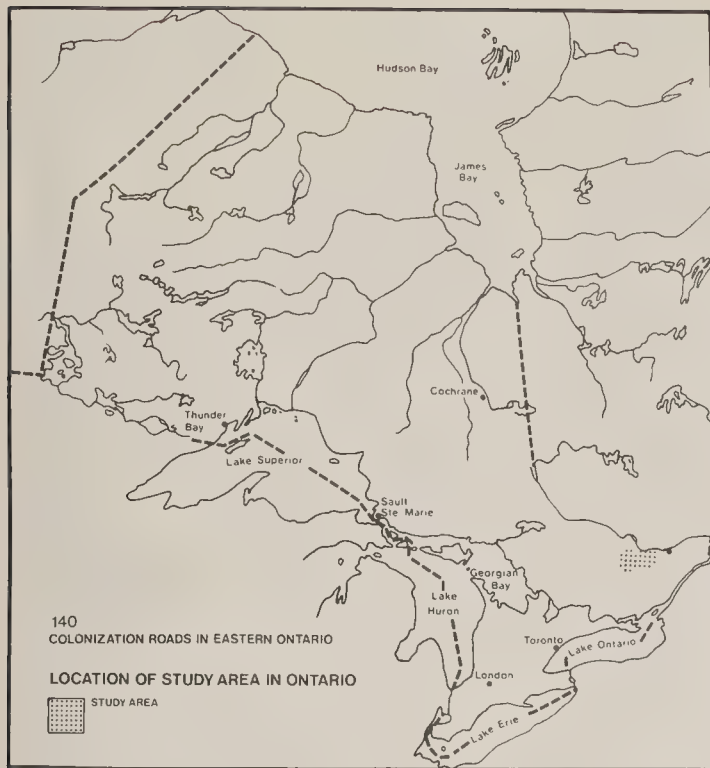 Hudson Bay
James
Bay
Cochrane
Thunder
Bay
Lake Superior
Sault
Ste Marie
Georgian
Bay
Lake
Huron
Toronto
Lake Ontario
London
Lake Erie
140
COLONIZATION ROADS IN EASTERN ONTARIO
LOCATION OF STUDY AREA IN ONTARIO
STUDY AREA